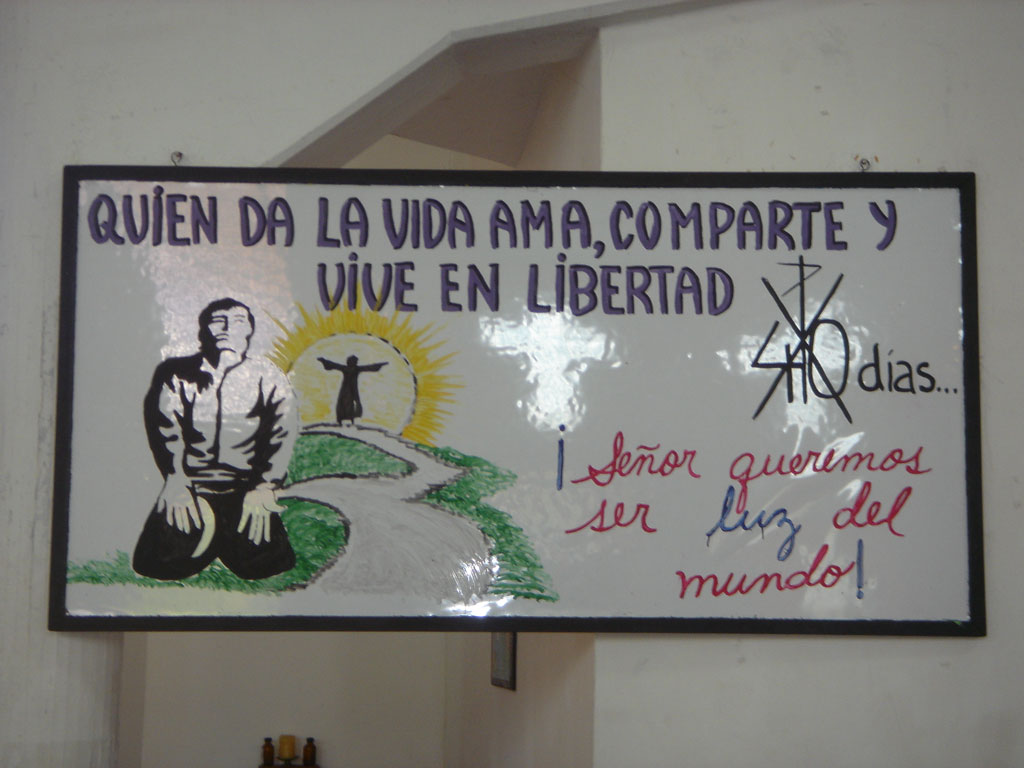 QUIEN DA LA VIDA AMA, COMPARTE Y
VIVE EN LIBERTAD
40 días...
¡Señor queremos
ser luz del
mundo!